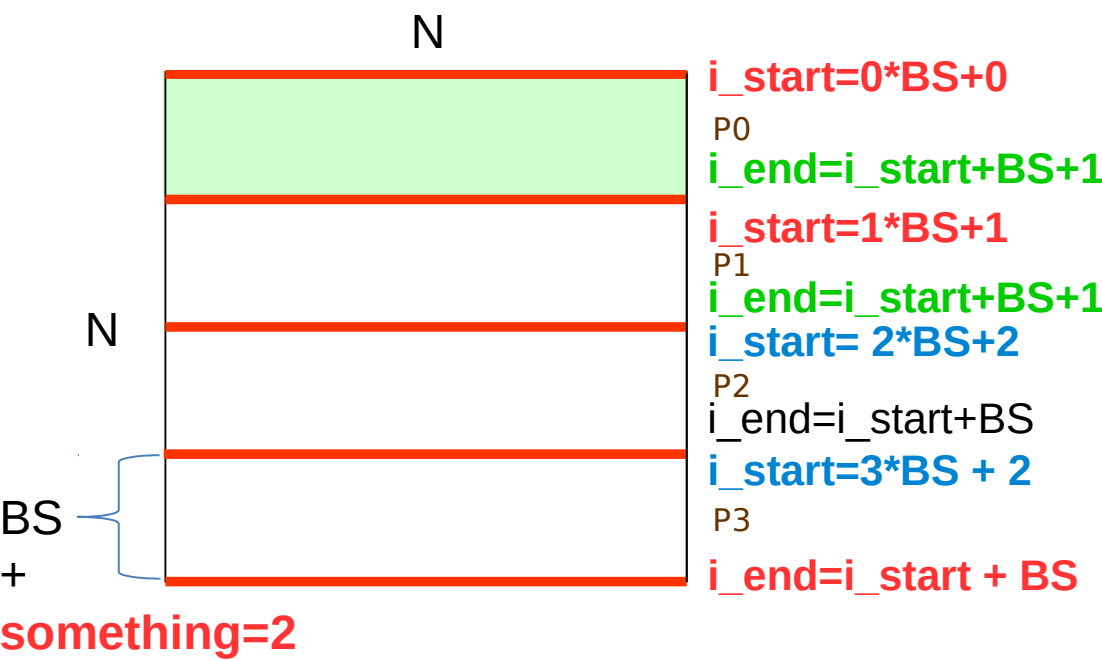 N
i_start=0*BS+0
P0
i_end=i_start+BS+1
i_start=1*BS+1
P1
i_end=i_start+BS+1
N
i_start= 2*BS+2
P2
i_end=i_start+BS
i_start=3*BS + 2
BS
P3
+
i_end=i_start + BS
something=2